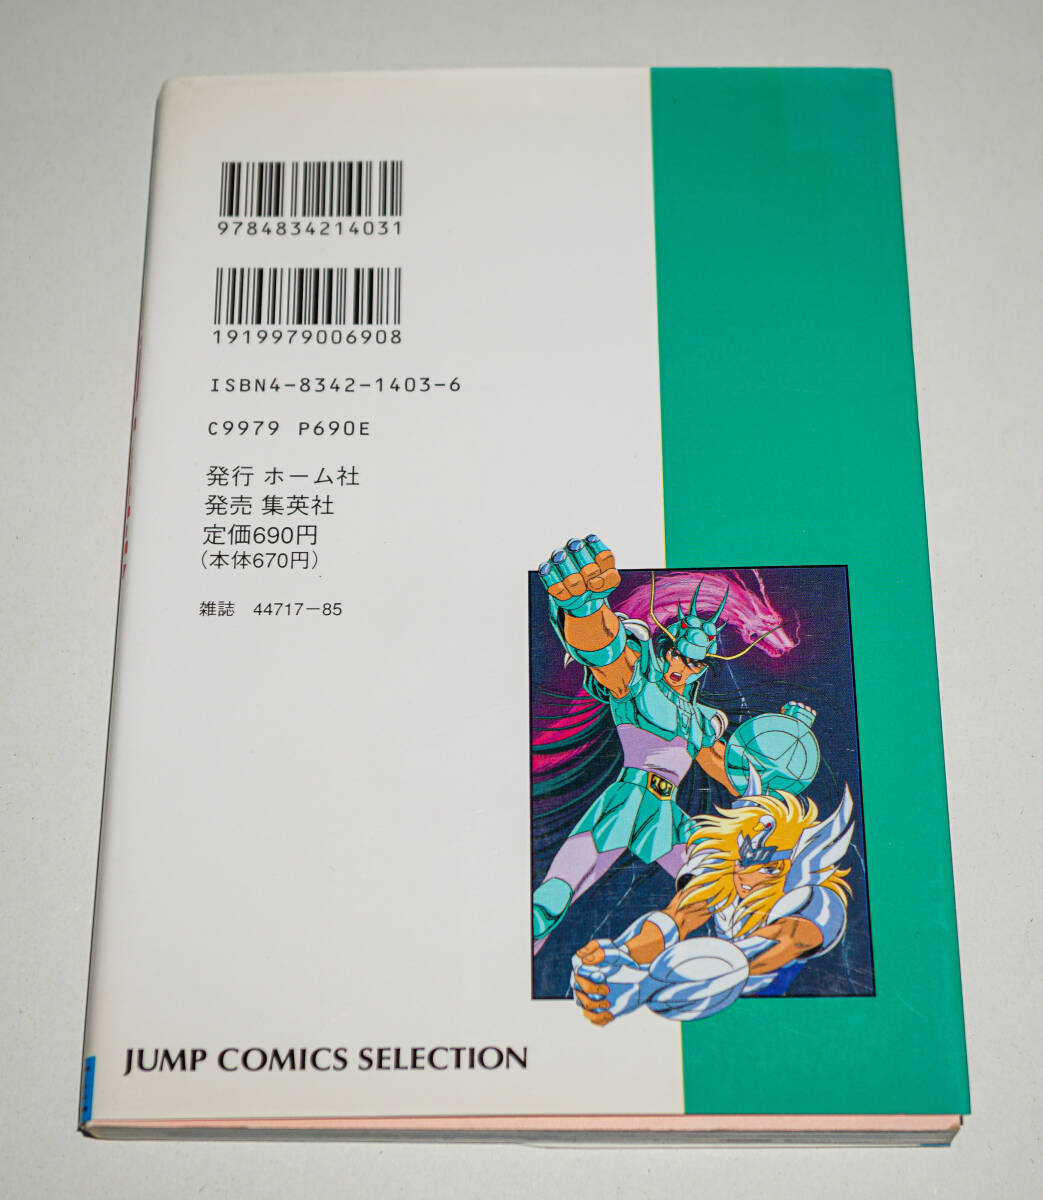 9784834214031
1919979006908
ISBN4-8342-1403-6
C9979 P690E
発行 ホーム社
発売 集英社
定価690円
(本体670円)
雑誌 44717-85
JUMP COMICS SELECTION